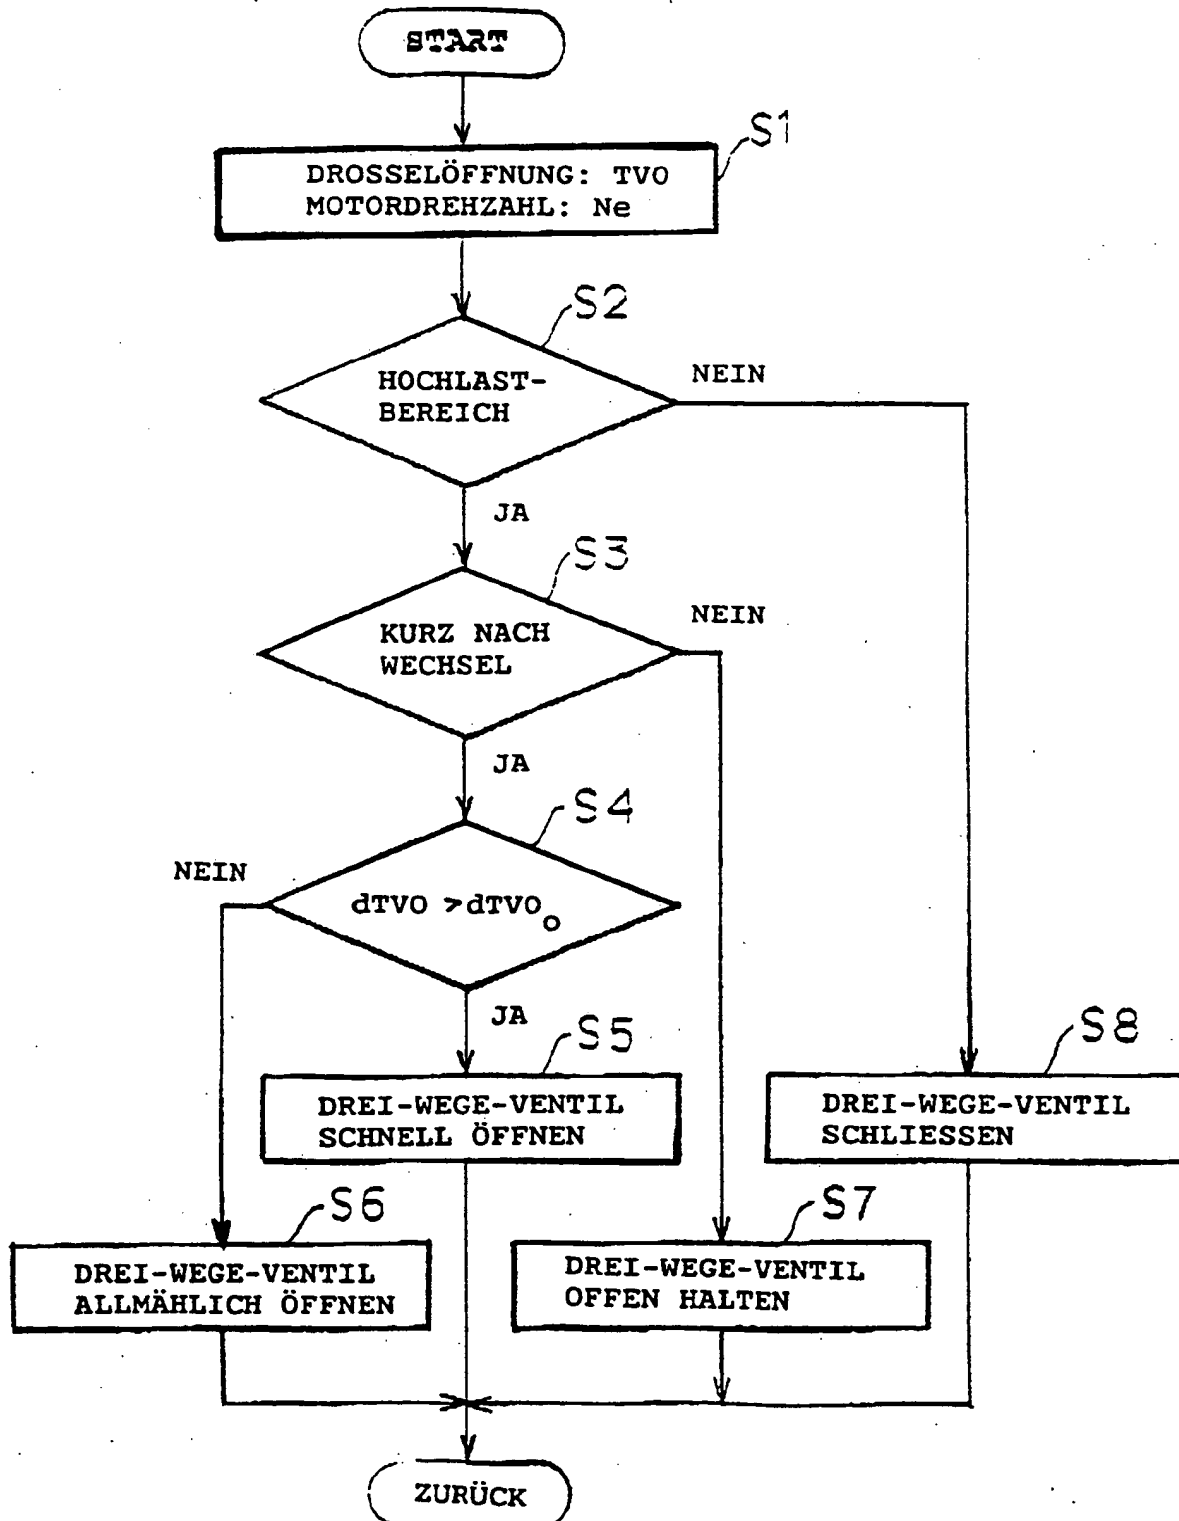 START
S1
DROSSELÖFFNUNG: TVO
MOTORDREHZAHL: Ne
S2
HOCHLAST-
BEREICH
NEIN
JA
S3
KURZ NACH
WECHSEL
NEIN
JA
S4
NEIN
dTVO >dTVO₀
JA
S5
DREI-WEGE-VENTIL
SCHNELL ÖFFNEN
S8
DREI-WEGE-VENTIL
SCHLIESSEN
S6
DREI-WEGE-VENTIL
ALLMÄHLICH ÖFFNEN
S7
DREI-WEGE-VENTIL
OFFEN HALTEN
ZURÜCK